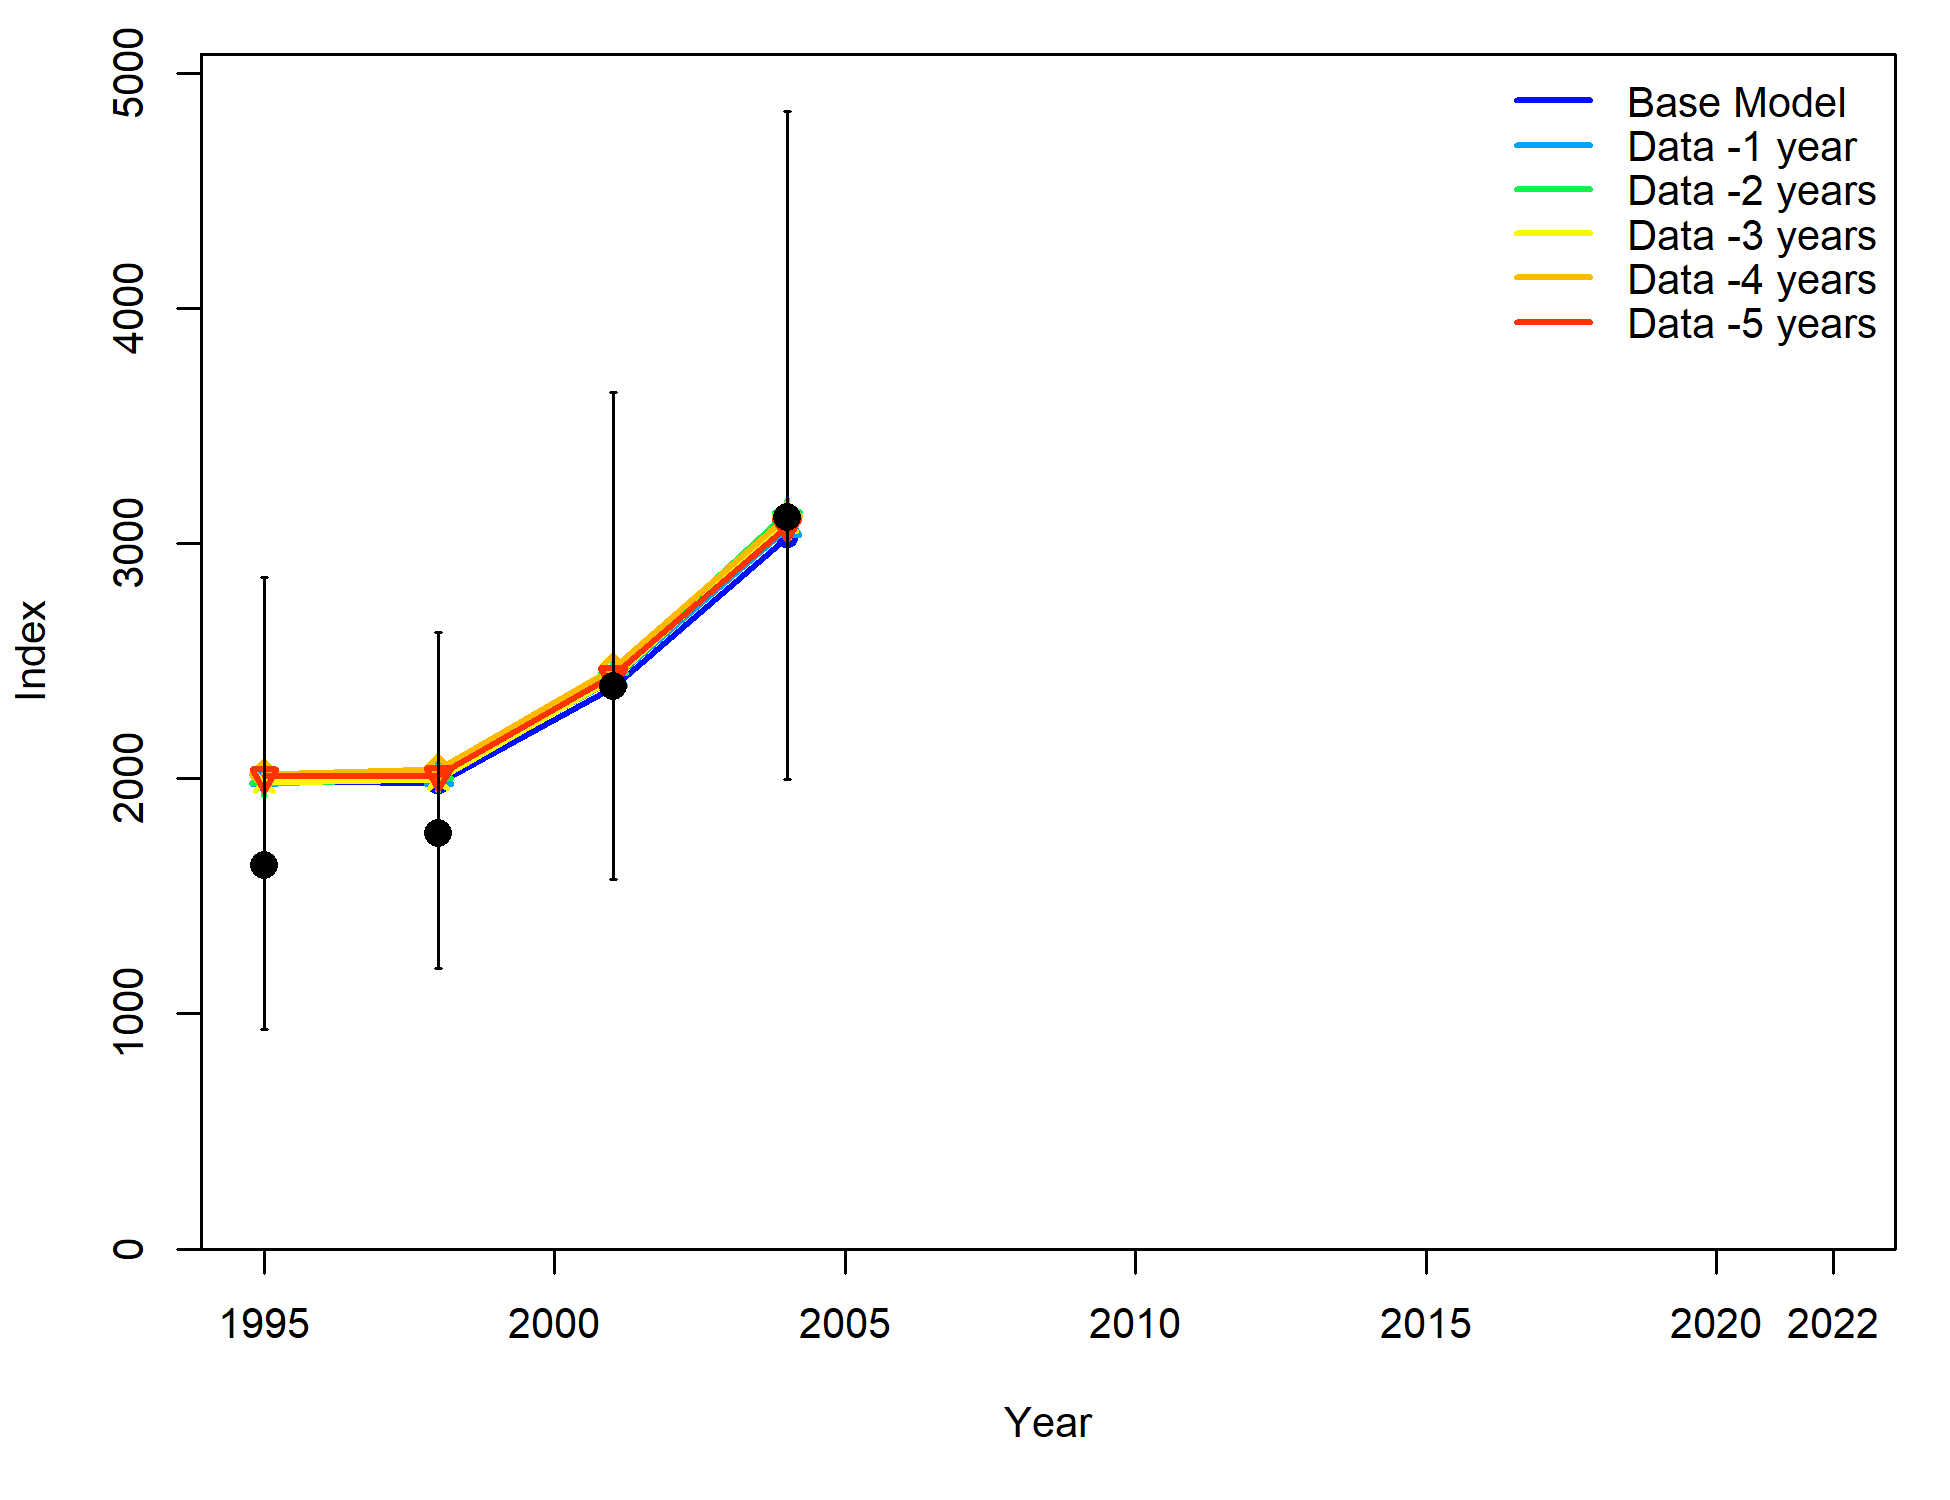 5000
4000
3000
2000
1000
0
Index
Base Model
Data -1 year
Data -2 years
Data -3 years
Data -4 years
Data -5 years
1995 2000 2005 2010 2015 2020 2022
Year